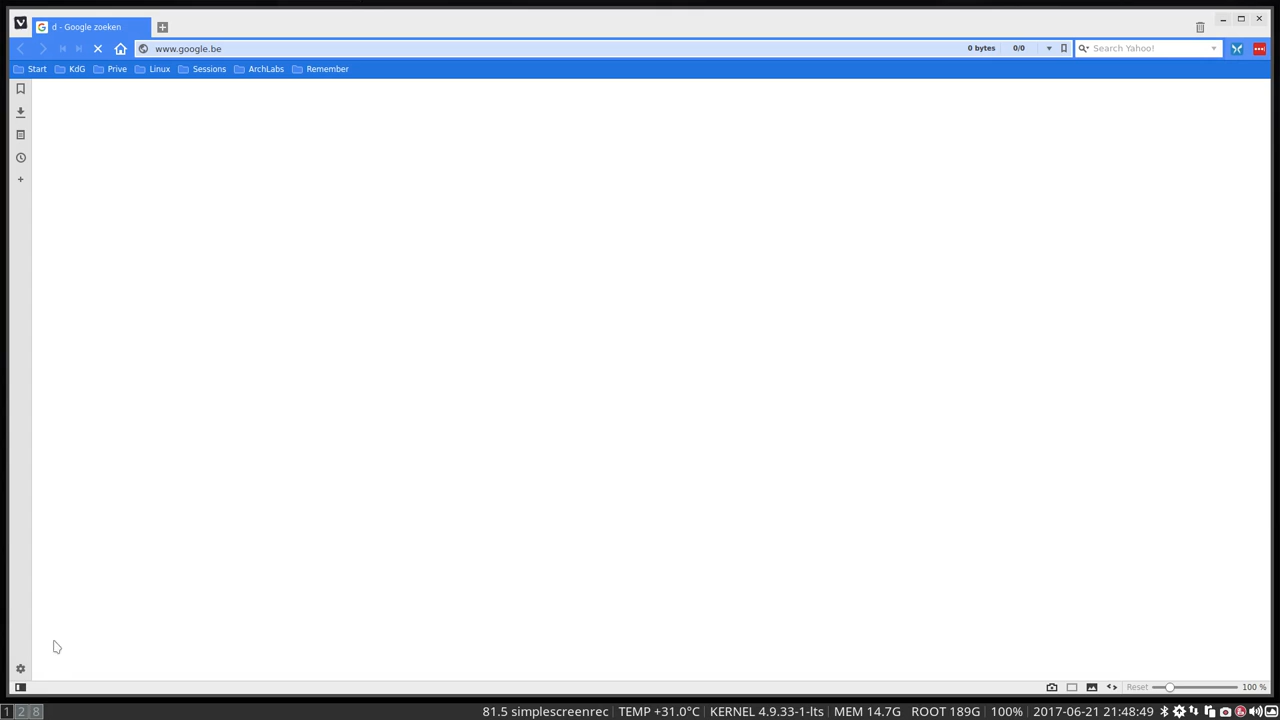 d - Google zoeken
www.google.be 0 bytes 0/0 Search Yahoo!
Start KdG Prive Linux Sessions ArchLabs Remember
Reset 100 %
1 2 8 81.5 simplescreenrec TEMP +31.0°C KERNEL 4.9.33-1-lts MEM 14.7G ROOT 189G 100% 2017-06-21 21:48:49